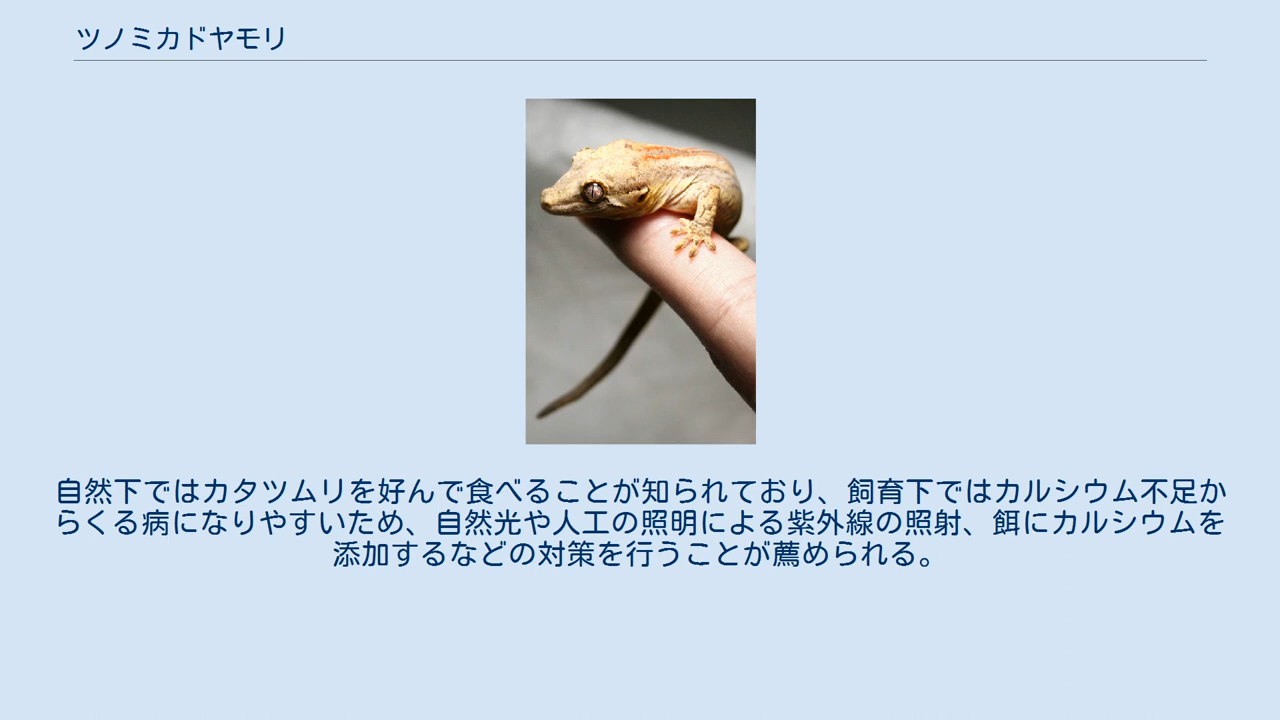 ツノミカドヤモリ
自然下ではカタツムリを好んで食べることが知られており、飼育下ではカルシウム不足か
らくる病になりやすいため、自然光や人工の照明による紫外線の照射、餌にカルシウムを
添加するなどの対策を行うことが薦められる。